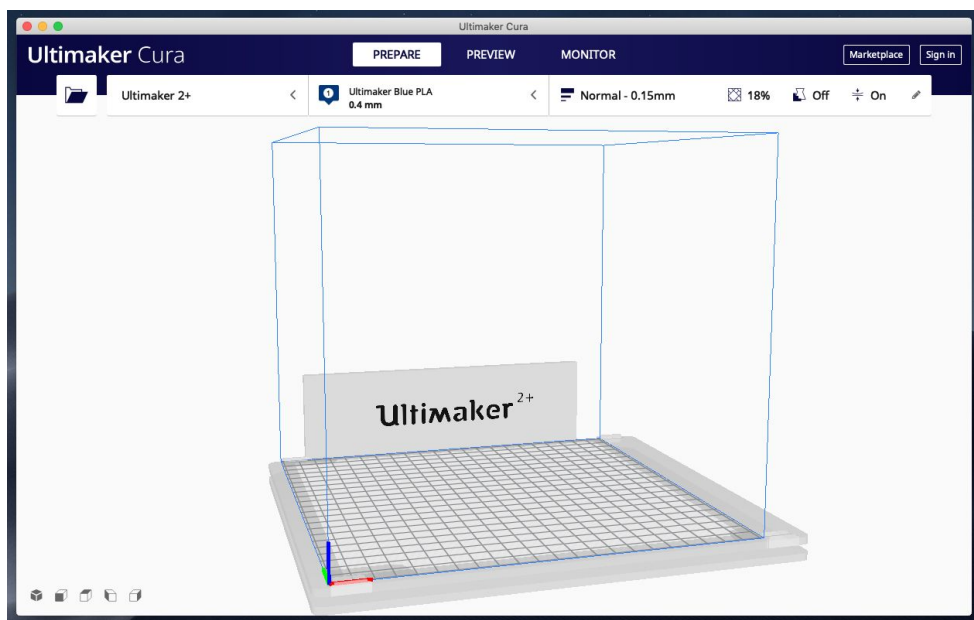 Ultimaker Cura
Ultimaker Cura
PREPARE
PREVIEW
MONITOR
Marketplace
Sign in
Ultimaker 2+
1
Ultimaker Blue PLA
0.4 mm
Normal - 0.15mm
18%
Off
On
Ultimaker 2+